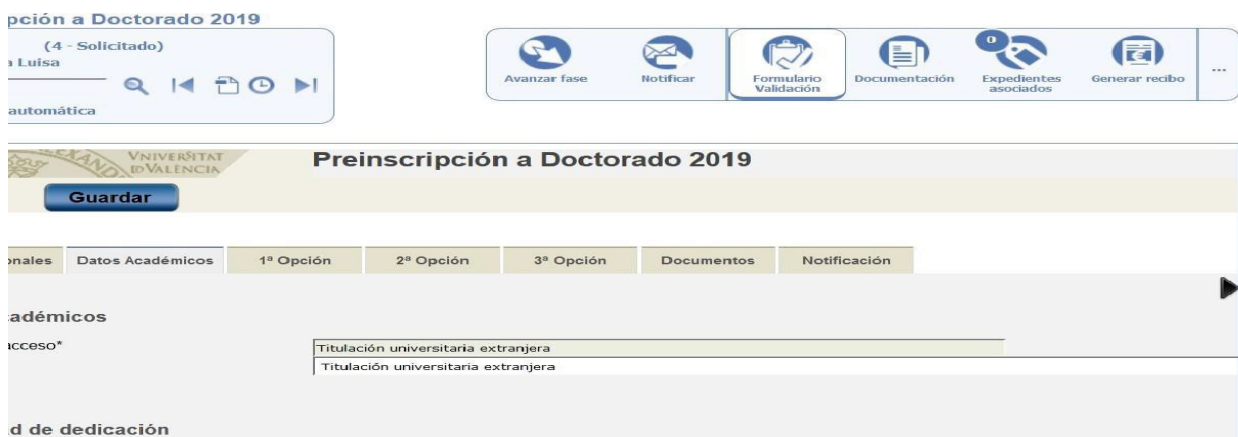 pción a Doctorado 2019
(4 - Solicitado)
Luisa
automática
Avanzar fase
Notificar
Formulario
Validación
Documentación
0
Expedientes
asociados
Generar recibo
...
VNIVERSITAT
ID VALENCIA
Preinscripción a Doctorado 2019
Guardar
onales
Datos Académicos
1ª Opción
2ª Opción
3ª Opción
Documentos
Notificación
adémicos
acceso*
Titulación universitaria extranjera
Titulación universitaria extranjera
d de dedicación